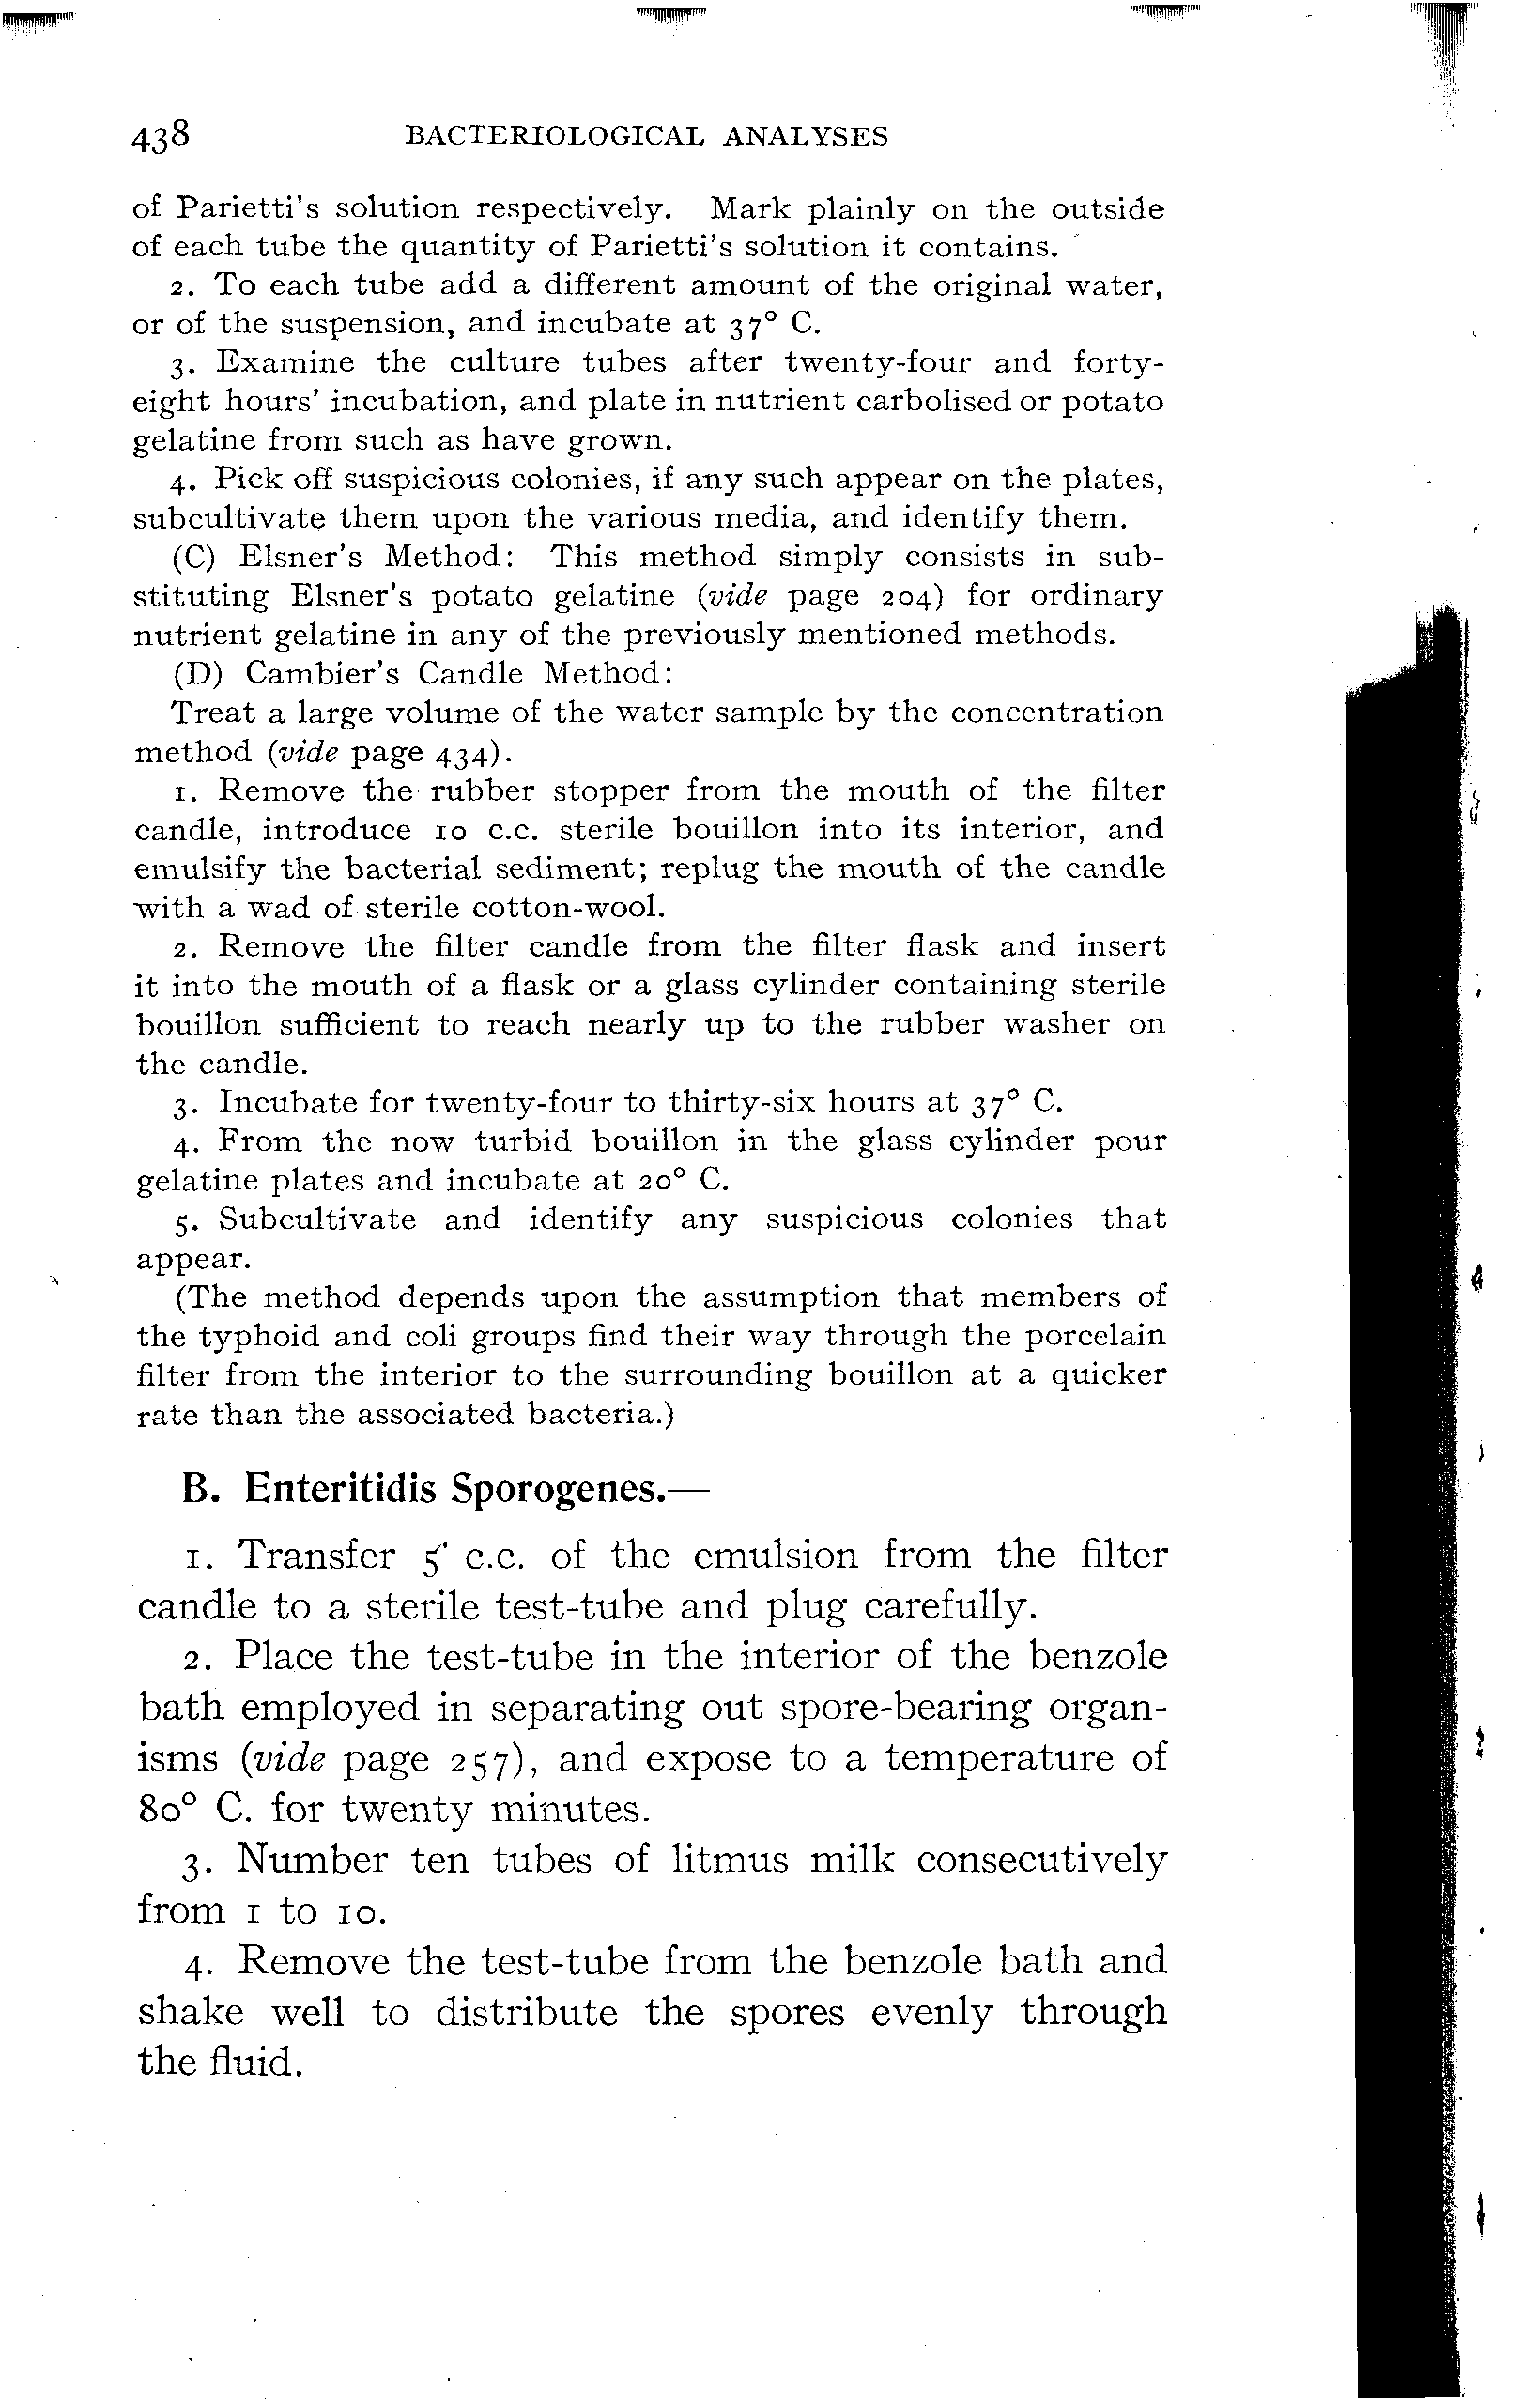 438 BACTERIOLOGICAL ANALYSES
of Parietti's solution respectively. Mark plainly on the outside
of each tube the quantity of Parietti's solution it contains.
2. To each tube add a different amount of the original water,
or of the suspension, and incubate at 37° C.
3. Examine the culture tubes after twenty-four and forty-
eight hours' incubation, and plate in nutrient carbolised or potato
gelatine from such as have grown.
4. Pick off suspicious colonies, if any such appear on the plates,
subcultivate them upon the various media, and identify them.
(C) Elsner's Method: This method simply consists in sub-
stituting Elsner's potato gelatine (vide page 204) for ordinary
nutrient gelatine in any of the previously mentioned methods.
(D) Cambier's Candle Method:
Treat a large volume of the water sample by the concentration
method (vide page 434).
1. Remove the rubber stopper from the mouth of the filter
candle, introduce 10 c.c. sterile bouillon into its interior, and
emulsify the bacterial sediment; replug the mouth of the candle
with a wad of sterile cotton-wool.
2. Remove the filter candle from the filter flask and insert
it into the mouth of a flask or a glass cylinder containing sterile
bouillon sufficient to reach nearly up to the rubber washer on
the candle.
3. Incubate for twenty-four to thirty-six hours at 37° C.
4. From the now turbid bouillon in the glass cylinder pour
gelatine plates and incubate at 20° C.
5. Subcultivate and identify any suspicious colonies that
appear.
(The method depends upon the assumption that members of
the typhoid and coli groups find their way through the porcelain
filter from the interior to the surrounding bouillon at a quicker
rate than the associated bacteria.)
B. Enteritidis Sporogenes.—
1. Transfer 5 c.c. of the emulsion from the filter
candle to a sterile test-tube and plug carefully.
2. Place the test-tube in the interior of the benzole
bath employed in separating out spore-bearing organ-
isms (vide page 257), and expose to a temperature of
80° C. for twenty minutes.
3. Number ten tubes of litmus milk consecutively
from 1 to 10.
4. Remove the test-tube from the benzole bath and
shake well to distribute the spores evenly through
the fluid.